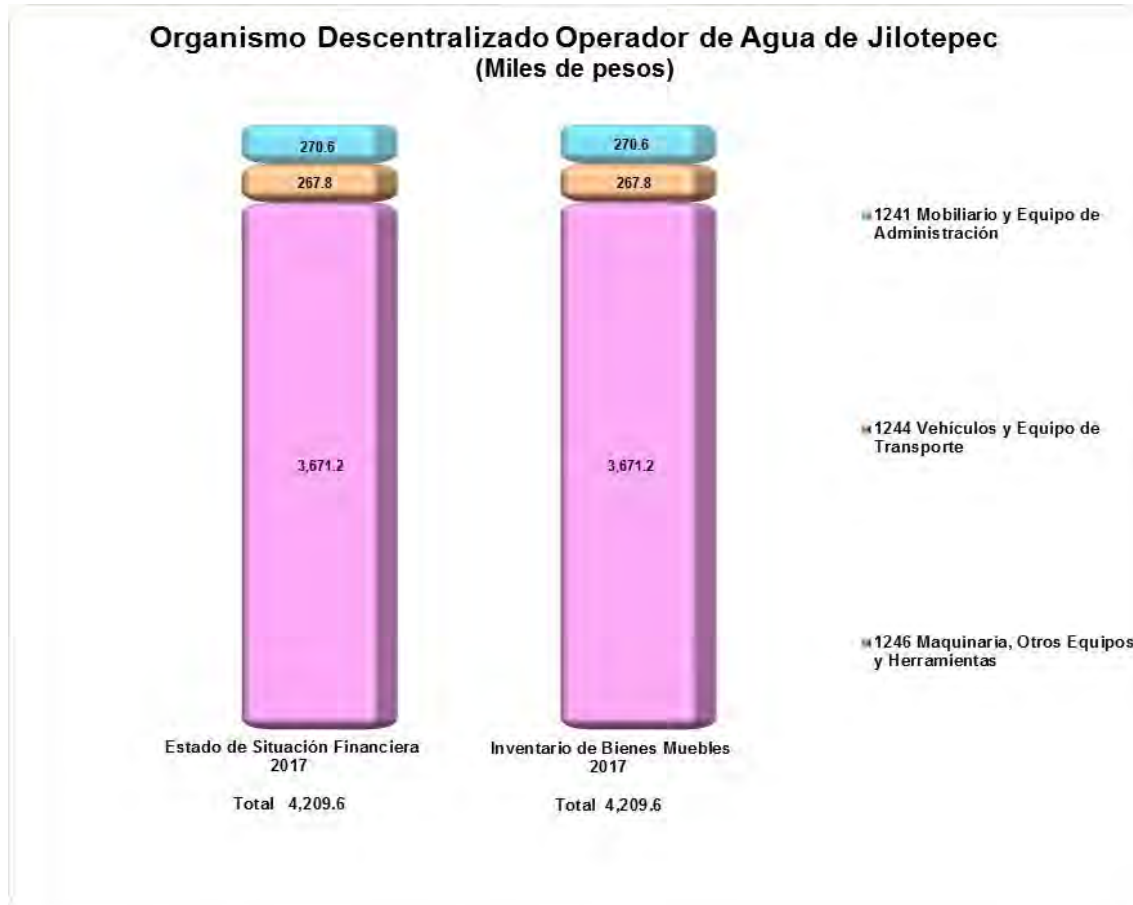 Organismo Descentralizado Operador de Agua de Jilotepec
(Miles de pesos)
270.6
267.8
3,671.2
Estado de Situación Financiera
2017
Total 4,209.6
270.6
267.8
3,671.2
Inventario de Bienes Muebles
2017
Total 4,209.6
1241 Mobiliario y Equipo de
Administración
1244 Vehículos y Equipo de
Transporte
1246 Maquinaria, Otros Equipos
y Herramientas